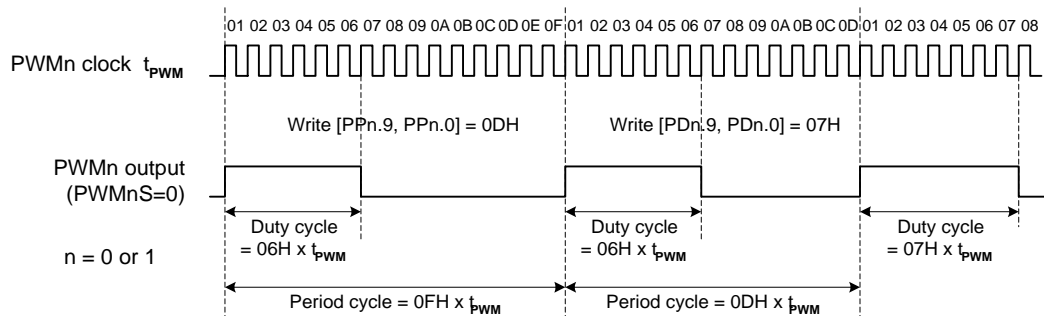 01 02 03 04 05 06 07 08 09 0A 0B 0C 0D 0E 0F 01 02 03 04 05 06 07 08 09 0A 0B 0C 0D 01 02 03 04 05 06 07 08
PWMn clock tPWM
Write [PPn.9, PPn.0] = 0DH
Write [PDn.9, PDn.0] = 07H
PWMn output
(PWMnS=0)
Duty cycle
= 06H x tPWM
Duty cycle
= 06H x tPWM
Duty cycle
= 07H x tPWM
n = 0 or 1
Period cycle = 0FH x tPWM
Period cycle = 0DH x tPWM